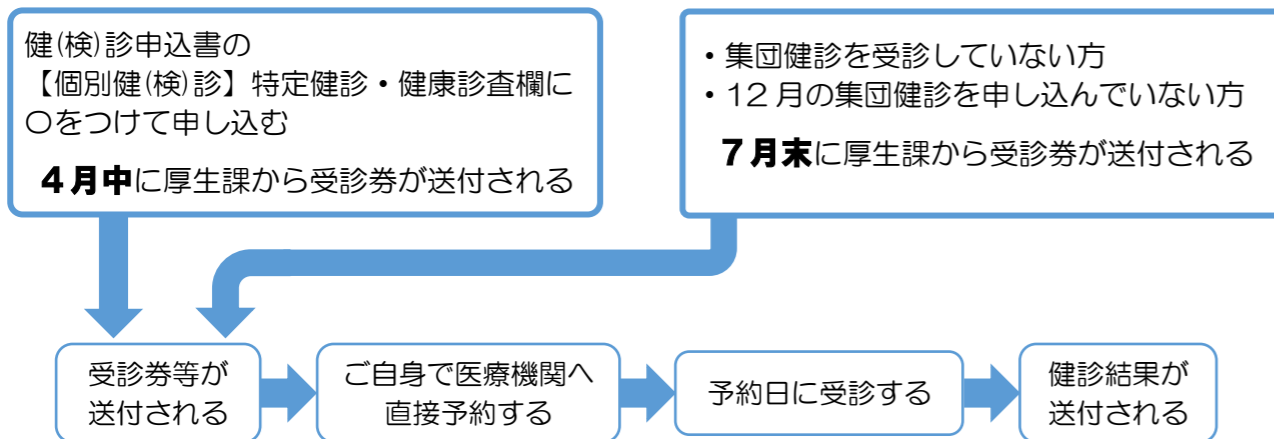 健(検)診申込書の
【個別健(検)診】特定健診・健康診査欄に
〇をつけて申し込む
４月中に厚生課から受診券が送付される
・集団健診を受診していない方
・12月の集団健診を申し込んでいない方
７月末に厚生課から受診券が送付される
受診券等が
送付される
ご自身で医療機関へ
直接予約する
予約日に受診する
健診結果が
送付される